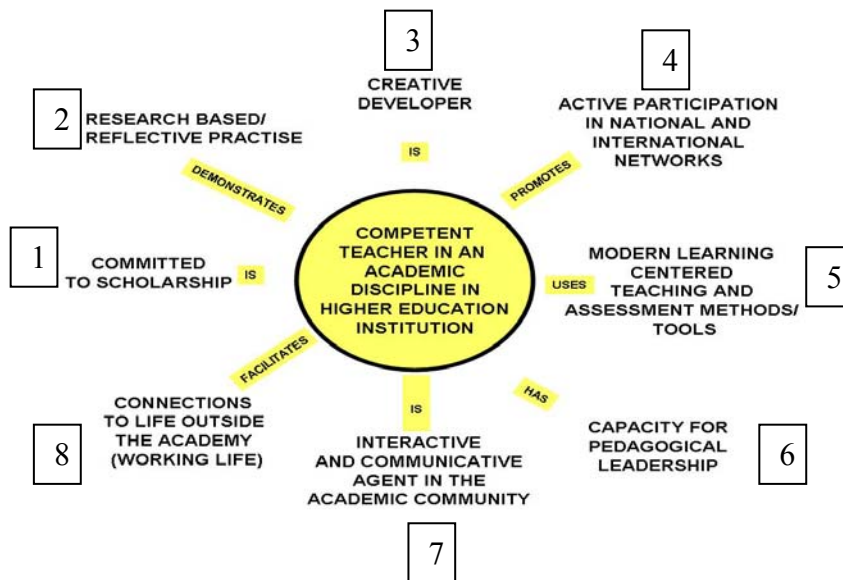 3
CREATIVE
DEVELOPER
IS
4
ACTIVE PARTICIPATION
IN NATIONAL AND
INTERNATIONAL
NETWORKS
PROMOTES
2
RESEARCH BASED/
REFLECTIVE PRACTISE
DEMONSTRATES
COMPETENT
TEACHER IN AN
ACADEMIC
DISCIPLINE IN
HIGHER EDUCATION
INSTITUTION
1
COMMITTED
TO SCHOLARSHIP
IS
USES
MODERN LEARNING
CENTERED
TEACHING AND
ASSESSMENT METHODS/
TOOLS
5
FACILITATES
CONNECTIONS
TO LIFE OUTSIDE
THE ACADEMY
(WORKING LIFE)
8
IS
INTERACTIVE
AND COMMUNICATIVE
AGENT IN THE
ACADEMIC COMMUNITY
7
HAS
CAPACITY FOR
PEDAGOGICAL
LEADERSHIP
6